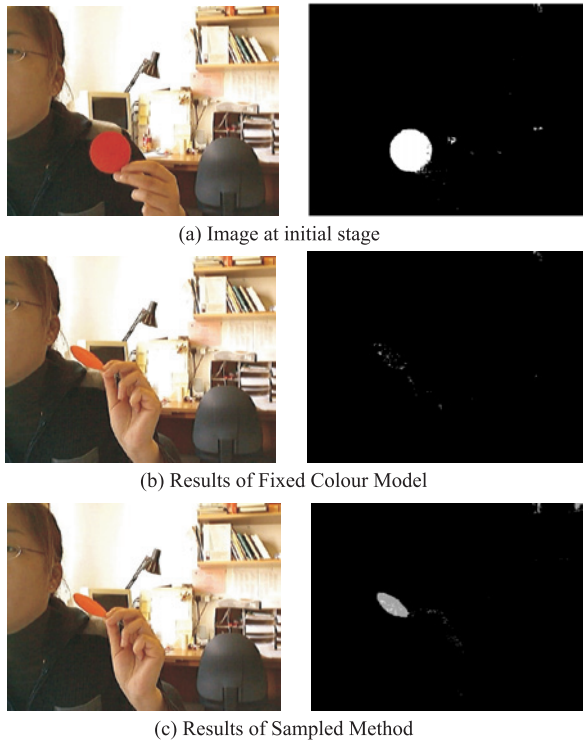 (a) Image at initial stage
(b) Results of Fixed Colour Model
(c) Results of Sampled Method